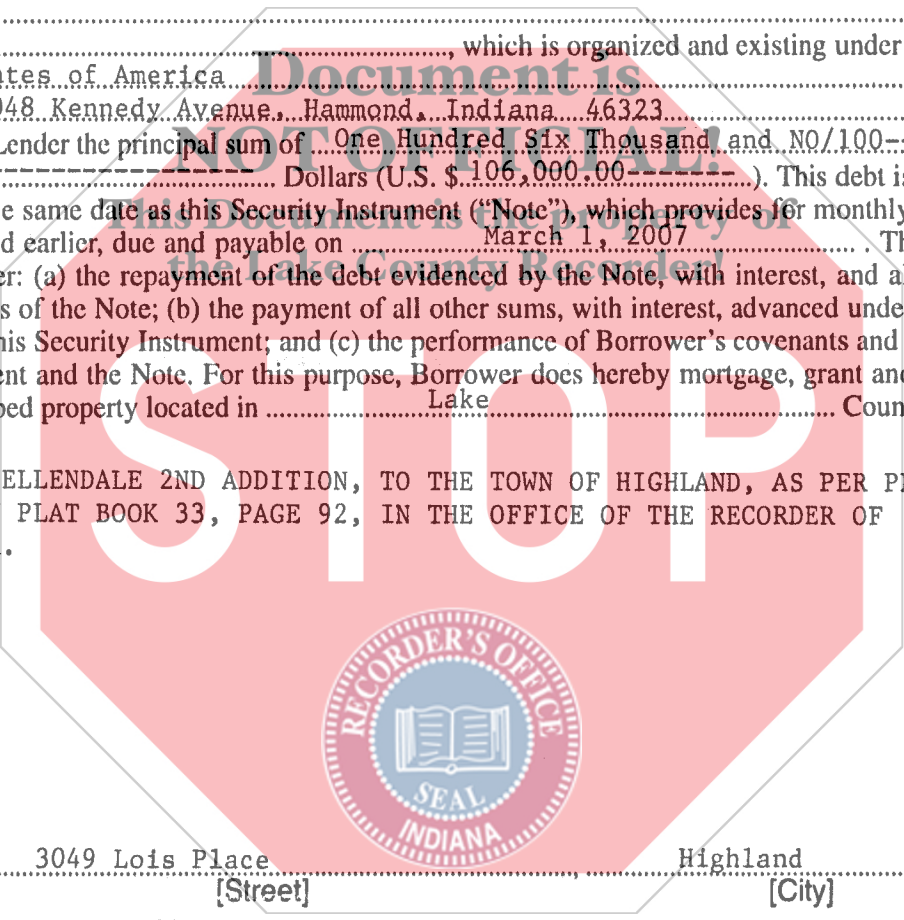 , which is organized and existing under
ates of America
048 Kennedy Avenue, Hammond, Indiana 46323
Lender the principal sum of One Hundred Six Thousand and NO/100--
-------------------- Dollars (U.S. $ 106,000.00------------ ). This debt is
e same date as this Security Instrument (“Note”), which provides for monthly
d earlier, due and payable on March 1, 2007 . Th
er: (a) the repayment of the debt evidenced by the Note, with interest, and al
s of the Note; (b) the payment of all other sums, with interest, advanced unde
his Security Instrument; and (c) the performance of Borrower’s covenants and
ent and the Note. For this purpose, Borrower does hereby mortgage, grant and
bed property located in Lake Coun
ELLENDALE 2ND ADDITION, TO THE TOWN OF HIGHLAND, AS PER PL
PLAT BOOK 33, PAGE 92, IN THE OFFICE OF THE RECORDER OF
.
3049 Lois Place, Highland
[Street] [City]
Document is
NOT OFFICIAL!
This Document is the property of
the Lake County Recorder!
STOP
RECORDER'S OFFICE
SEAL
INDIANA